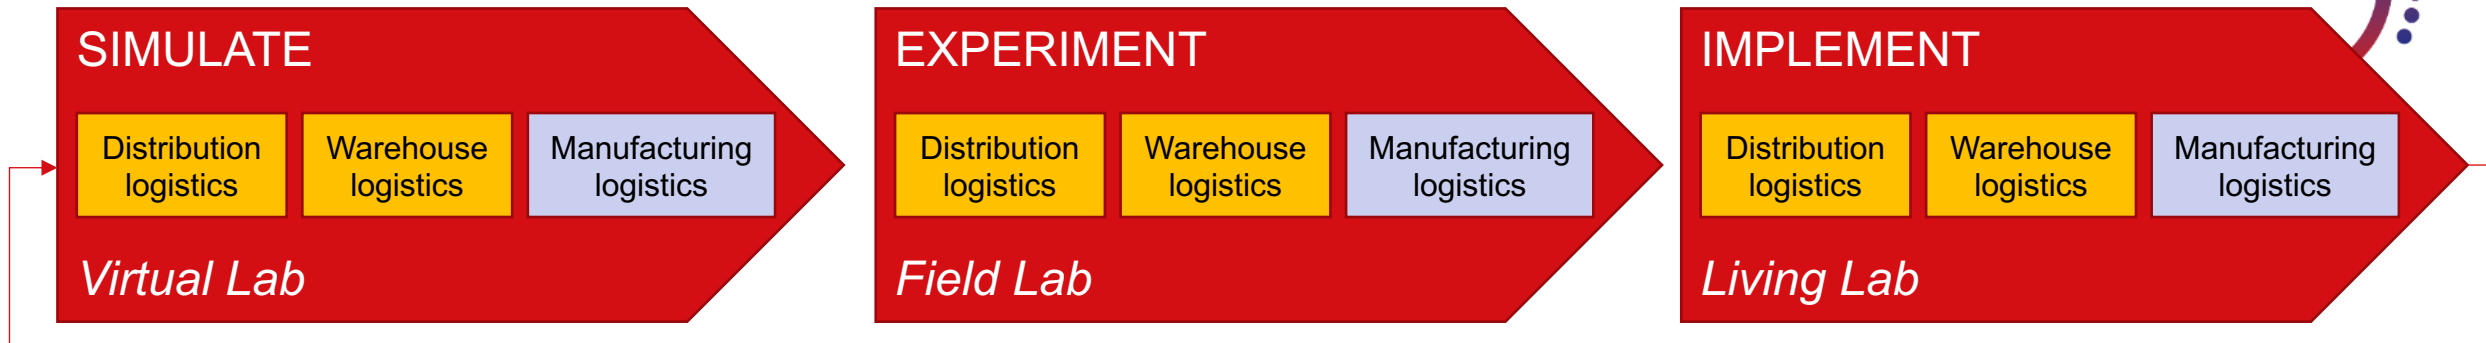 SIMULATE
Distribution
logistics
Warehouse
logistics
Manufacturing
logistics
Virtual Lab
EXPERIMENT
Distribution
logistics
Warehouse
logistics
Manufacturing
logistics
Field Lab
IMPLEMENT
Distribution
logistics
Warehouse
logistics
Manufacturing
logistics
Living Lab